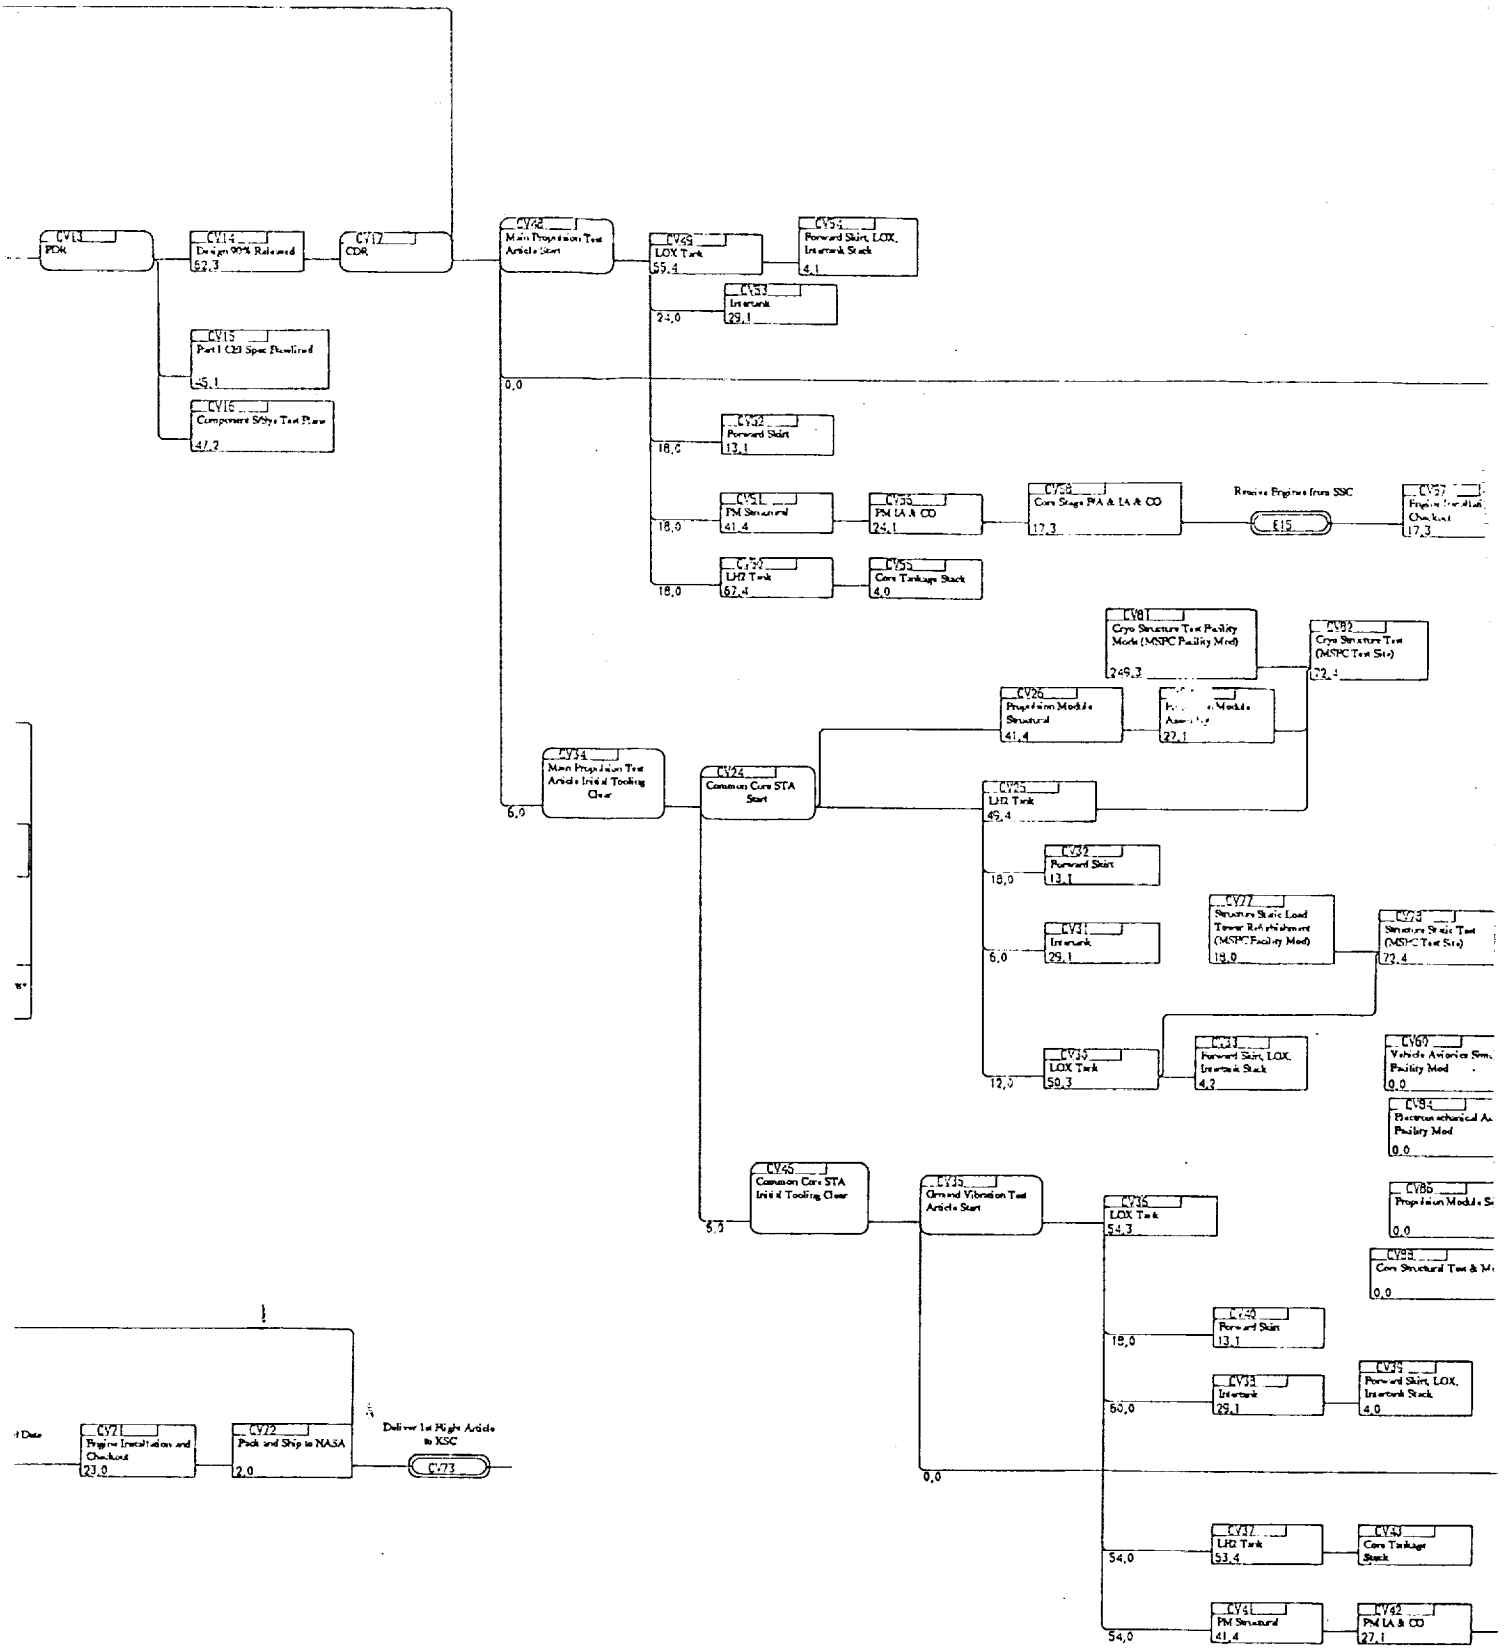 CV13
PDR
CV14
Design 90% Released
52,3
CV17
CDR
CV15
Part I CEI Spec Baselined
45,1
CV16
Component S/Sys Test Plans
47,2
CV48
Main Propulsion Test
Article Start
CV49
LOX Tank
55,4
CV54
Forward Skirt, LOX,
Intertank Stack
4,1
CV53
Intertank
24,0
29,1
0,0
CV52
Forward Skirt
18,0
13,1
CV51
PM Structural
18,0
41,4
CV56
PM IA & CO
24,1
CV58
Core Stage F/A & IA & CO
17,3
Receive Engines from SSC
E15
CV57
Checkout
17,3
CV50
LH2 Tank
18,0
67,4
CV55
Core Tankage Stack
4,0
CV81
Cryo Structure Test Facility
Mods (MSFC Facility Mod)
249,3
CV82
Cryo Structure Test
(MSFC Test Site)
72,4
CV26
Propulsion Module
Structural
41,4
Module
27,1
CV34
Main Propulsion Test
Article Initial Tooling
Clear
6,0
CV24
Common Core STA
Start
CV25
LH2 Tank
49,4
CV32
Forward Skirt
18,0
13,1
CV31
Intertank
6,0
29,1
CV77
Structure Static Load
Tower Refurbishment
(MSFC Facility Mod)
18,0
CV78
Structure Static Test
(MSFC Test Site)
72,4
CV30
LOX Tank
12,0
50,3
CV33
Forward Skirt, LOX,
Intertank Stack
4,2
CV60
Vehicle Avionics Sim.
Facility Mod
0,0
CV84
Electromechanical Ac
Facility Mod
0,0
CV86
Propulsion Module
0,0
CV88
Core Structural Test &
0,0
CV45
Common Core STA
Initial Tooling Clear
6,0
CV35
Ground Vibration Test
Article Start
CV36
LOX Tank
54,3
CV40
Forward Skirt
18,0
13,1
CV38
Intertank
60,0
29,1
CV39
Forward Skirt, LOX,
Intertank Stack
4,0
0,0
CV37
LH2 Tank
54,0
53,4
CV43
Core Tankage
Stack
CV41
PM Structural
54,0
41,4
CV42
PM IA & CO
27,1
Date
CV71
Engine Installation and
Checkout
23,0
CV72
Pack and Ship to NASA
2,0
Deliver 1st Flight Article
to KSC
CV73